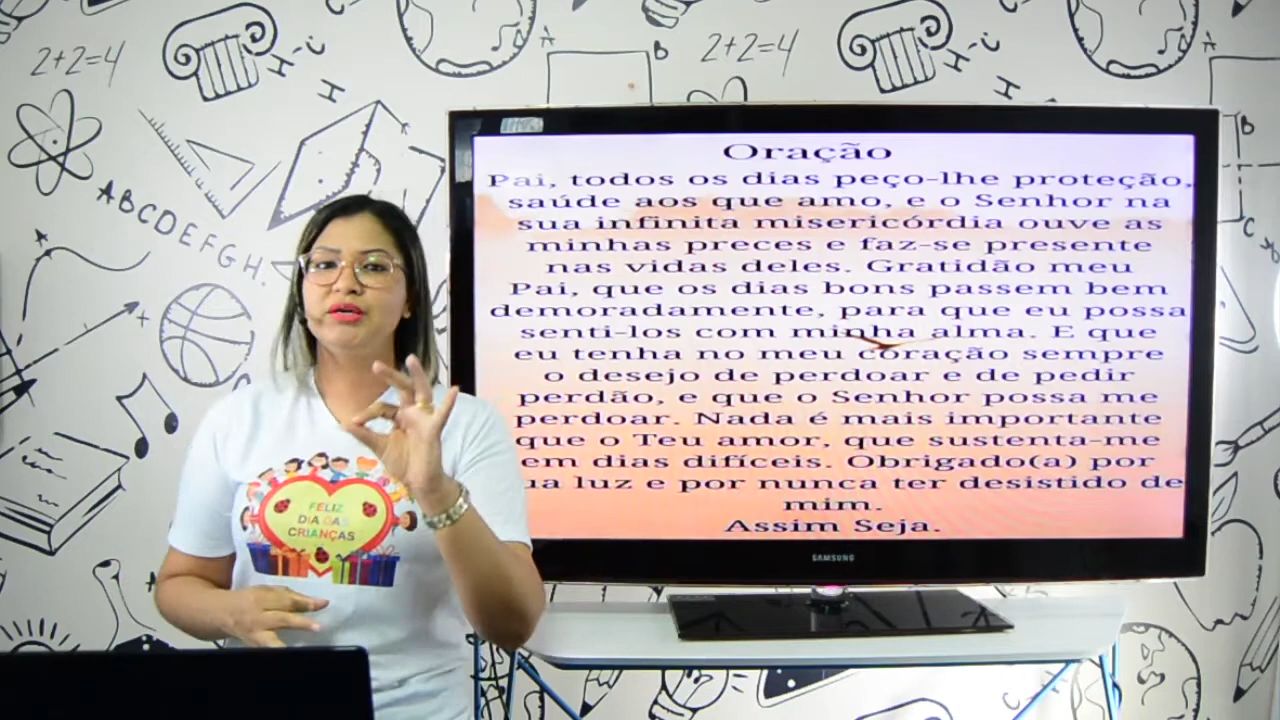 2+2=4
H-C
H
A
B
2+2=4
H-C
H
A
B
C
ABCDEFGH.
Oração
Pai, todos os dias peço-lhe proteção,
saúde aos que amo, e o Senhor na
sua infinita misericórdia ouve as
minhas preces e faz-se presente
nas vidas deles. Gratidão meu
Pai, que os dias bons passem bem
demoradamente, para que eu possa
senti-los com minha alma. E que
eu tenha no meu coração sempre
o desejo de perdoar e de pedir
perdão, e que o Senhor possa me
perdoar. Nada é mais importante
que o Teu amor, que sustenta-me
em dias difíceis. Obrigado(a) por
ua luz e por nunca ter desistido de
mim.
Assim Seja.
SAMSUNG
FELIZ
DIA DAS
CRIANÇAS